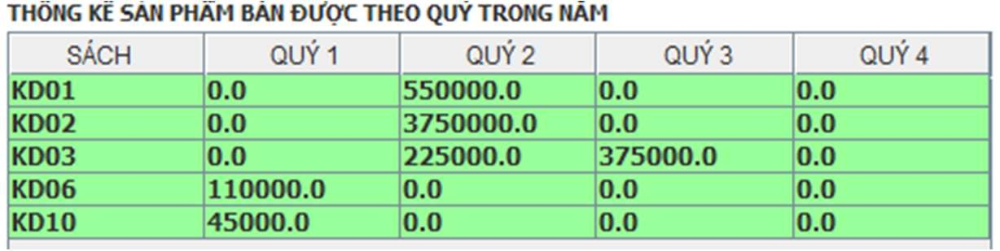 THỐNG KÊ SẢN PHẨM BÁN ĐƯỢC THEO QUÝ TRONG NĂM
SÁCH QUÝ 1 QUÝ 2 QUÝ 3 QUÝ 4
KD01 0.0 550000.0 0.0 0.0
KD02 0.0 3750000.0 0.0 0.0
KD03 0.0 225000.0 375000.0 0.0
KD06 110000.0 0.0 0.0 0.0
KD10 45000.0 0.0 0.0 0.0